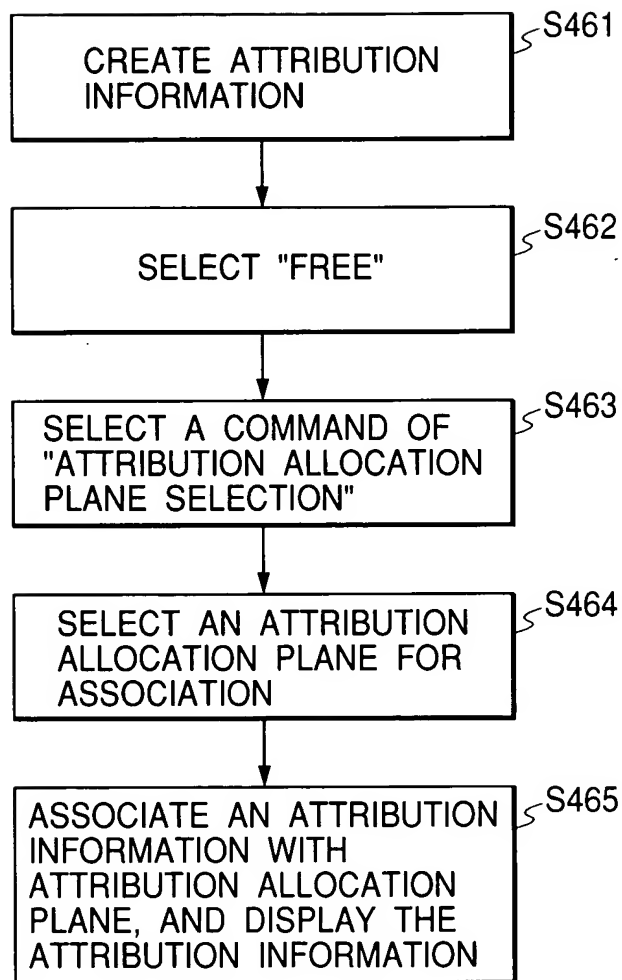 S461
CREATE ATTRIBUTION
INFORMATION
S462
SELECT "FREE"
S463
SELECT A COMMAND OF
"ATTRIBUTION ALLOCATION
PLANE SELECTION"
S464
SELECT AN ATTRIBUTION
ALLOCATION PLANE FOR
ASSOCIATION
S465
ASSOCIATE AN ATTRIBUTION
INFORMATION WITH
ATTRIBUTION ALLOCATION
PLANE, AND DISPLAY THE
ATTRIBUTION INFORMATION